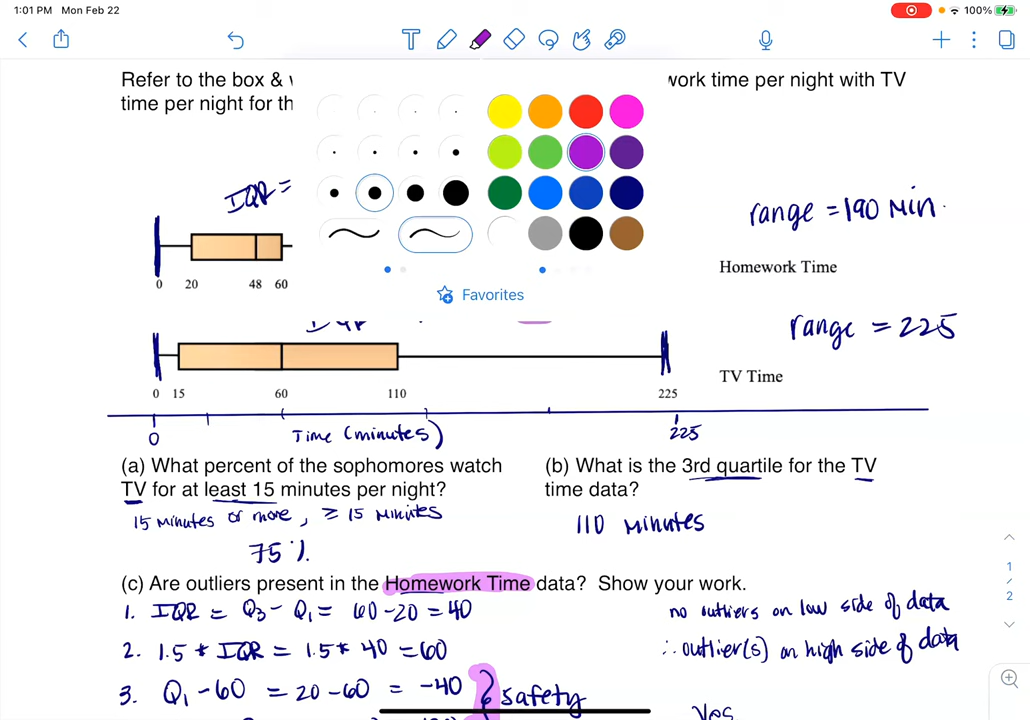 1:01 PM Mon Feb 22
100%
Refer to the box &
work time per night with TV
time per night for th
IQR =
range = 190 Min.
0 20 48 60
Homework Time
Favorites
range = 225
0 15 60 110 225
TV Time
0 Time (minutes) 225
(a) What percent of the sophomores watch
TV for at least 15 minutes per night?
15 minutes or more, ≥ 15 minutes
75 %
(b) What is the 3rd quartile for the TV
time data?
110 minutes
(c) Are outliers present in the Homework Time data? Show your work.
1. IQR = Q3 - Q1 = 60 - 20 = 40
no outliers on low side of data
2. 1.5 * IQR = 1.5 * 40 = 60
∴ outlier(s) on high side of data
3. Q1 - 60 = 20 - 60 = -40
safety
Yes
1
/
2